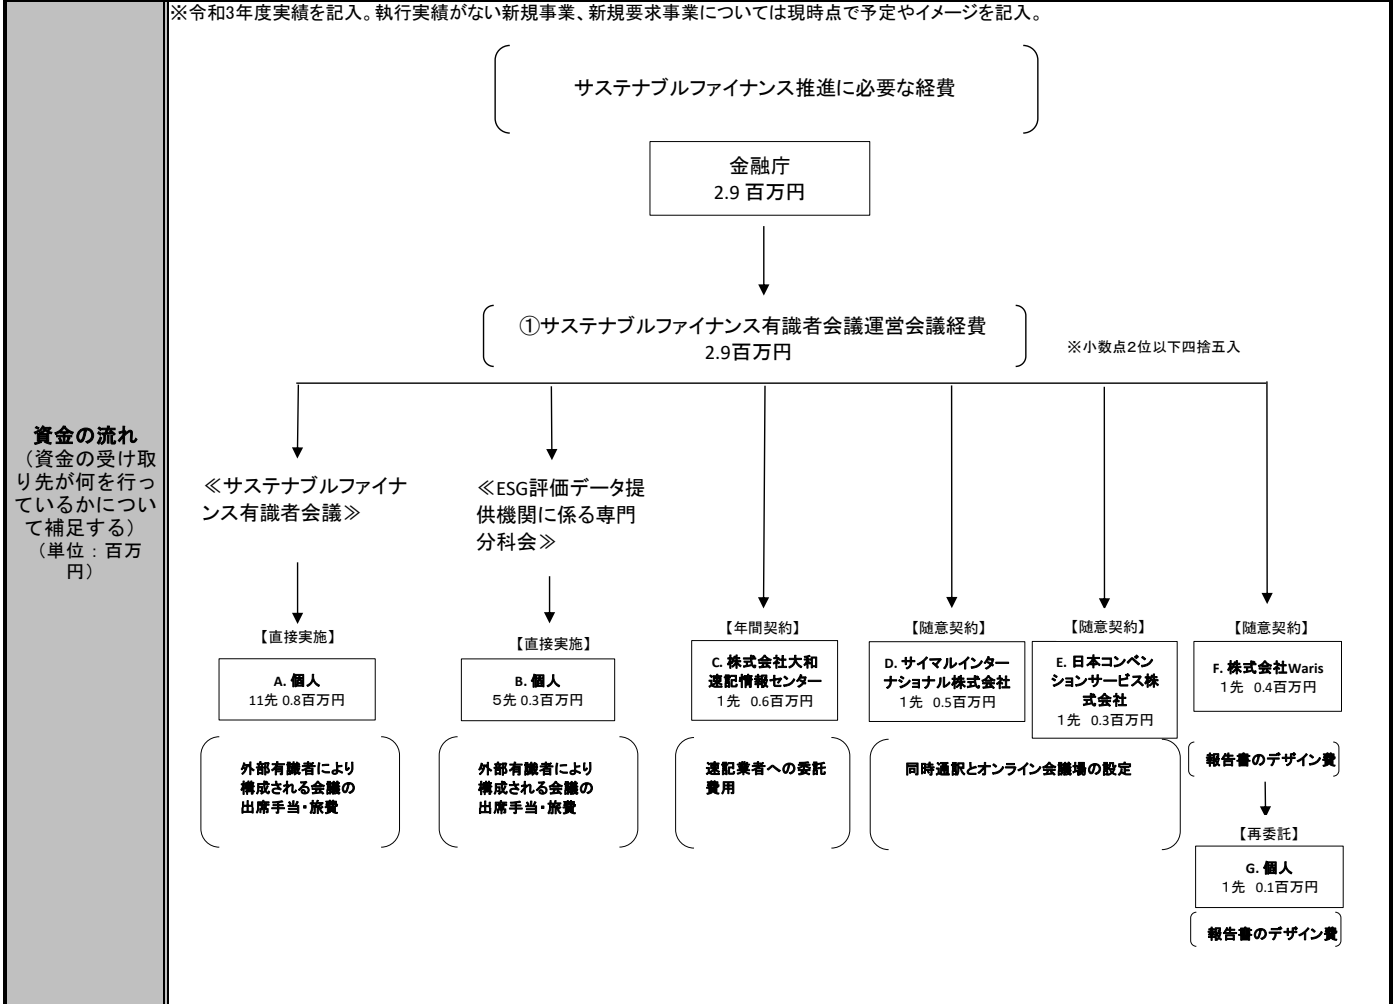 ※令和3年度実績を記入。執行実績がない新規事業、新規要求事業については現時点で予定やイメージを記入。
サステナブルファイナンス推進に必要な経費
金融庁
2.9 百万円
①サステナブルファイナンス有識者会議運営会議経費
2.9百万円
※小数点2位以下四捨五入
資金の流れ
（資金の受け取
り先が何を行っ
ているかについ
て補足する）
（単位：百万
円）
≪サステナブルファイナ
ンス有識者会議≫
≪ESG評価データ提
供機関に係る専門
分科会≫
【直接実施】
A. 個人
11先 0.8百万円
外部有識者により
構成される会議の
出席手当・旅費
【直接実施】
B. 個人
５先 0.3百万円
外部有識者により
構成される会議の
出席手当・旅費
【年間契約】
C. 株式会社大和
速記情報センター
１先 0.6百万円
速記業者への委託
費用
【随意契約】
D. サイマルインター
ナショナル株式会社
１先 0.5百万円
【随意契約】
E. 日本コンベン
ションサービス株
式会社
１先 0.3百万円
同時通訳とオンライン会議場の設定
【随意契約】
F. 株式会社Waris
１先 0.4百万円
報告書のデザイン費
【再委託】
G. 個人
１先 0.1百万円
報告書のデザイン費